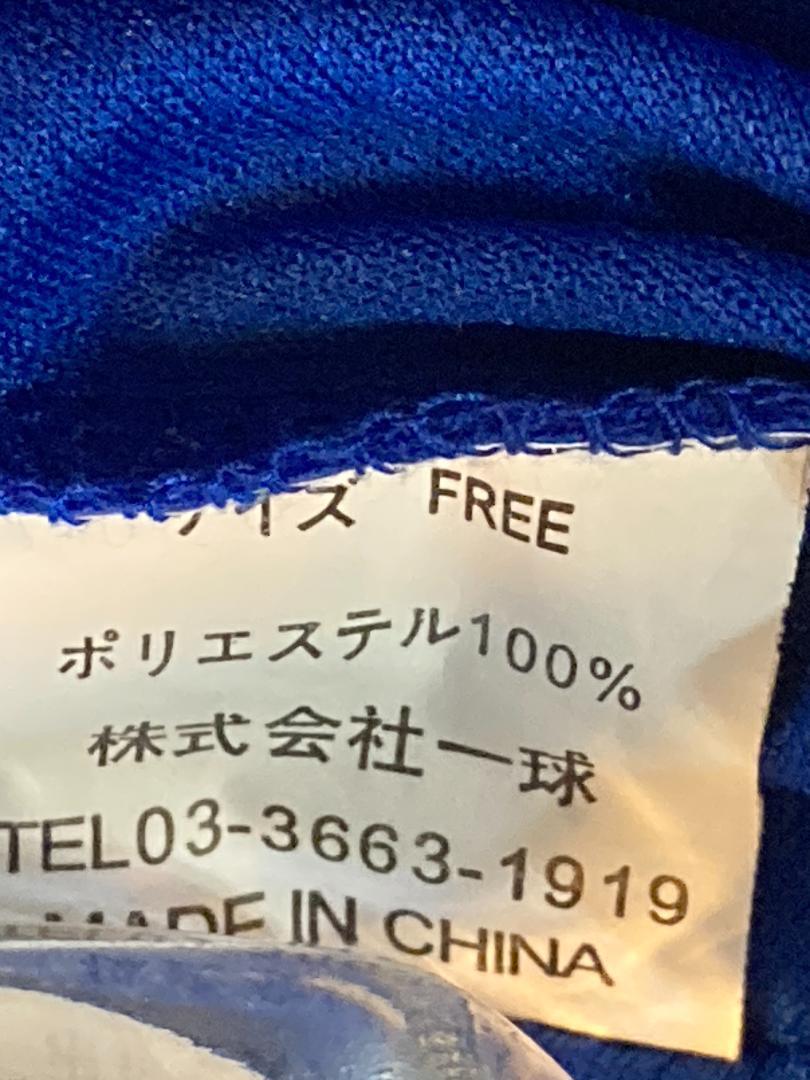 サイズ FREE
ポリエステル100%
株式会社一球
TEL03-3663-1919
MADE IN CHINA